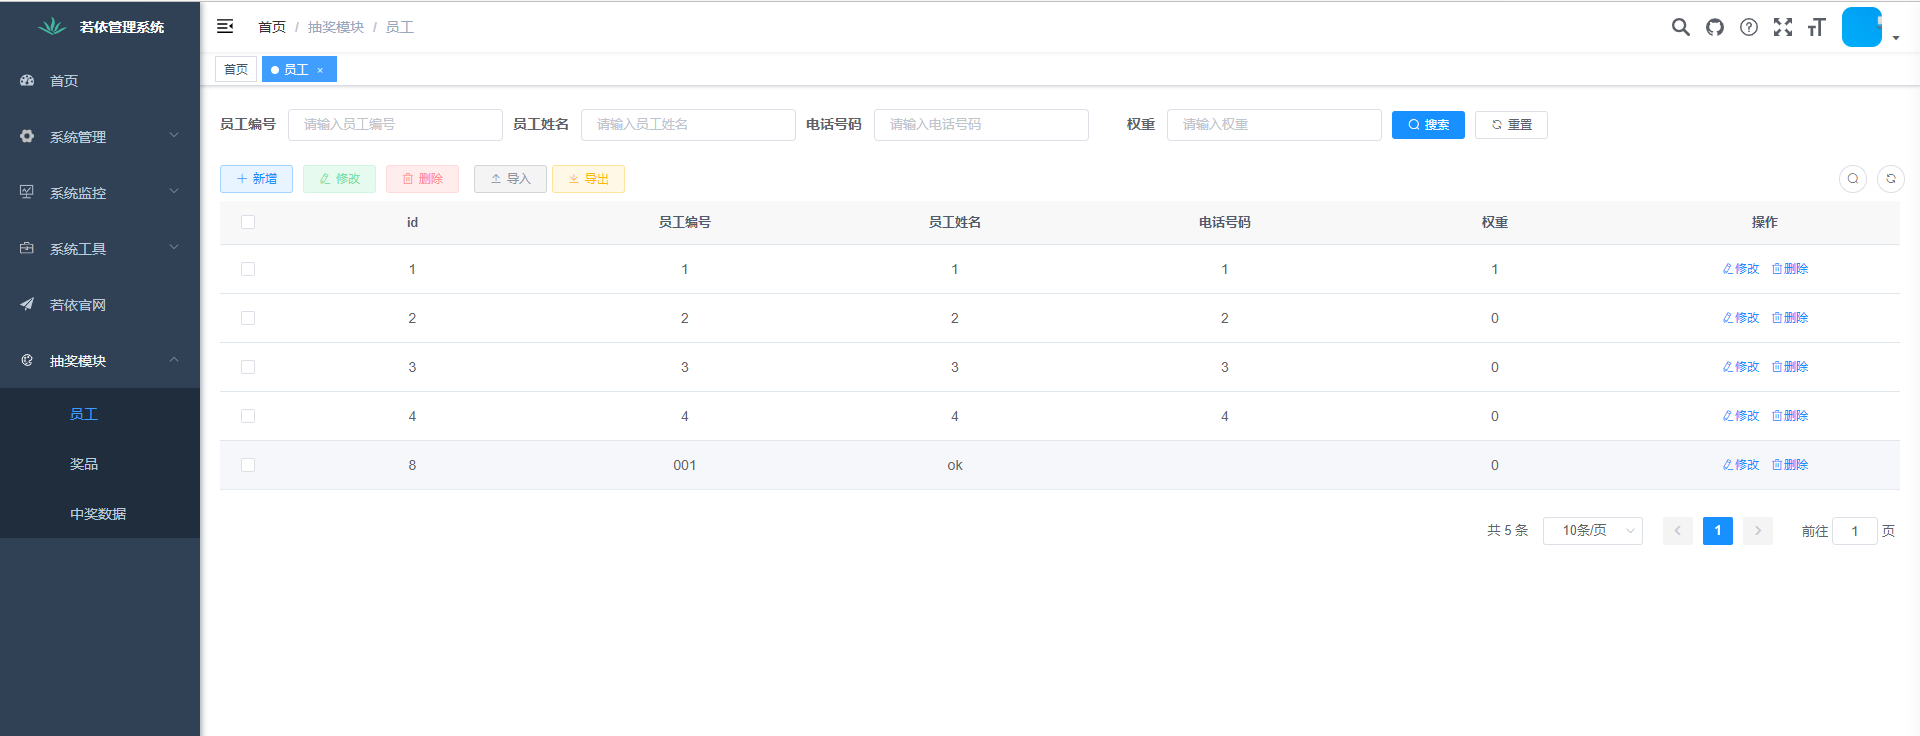 若依管理系统
首页
系统管理
系统监控
系统工具
若依官网
抽奖模块
员工
奖品
中奖数据
首页 / 抽奖模块 / 员工
首页 员工 ×
员工编号 请输入员工编号 员工姓名 请输入员工姓名 电话号码 请输入电话号码 权重 请输入权重 搜索 重置
新增 修改 删除 导入 导出
id 员工编号 员工姓名 电话号码 权重 操作
1 1 1 1 1 修改 删除
2 2 2 2 0 修改 删除
3 3 3 3 0 修改 删除
4 4 4 4 0 修改 删除
8 001 ok 0 修改 删除
共 5 条 10条/页 1 前往 1 页